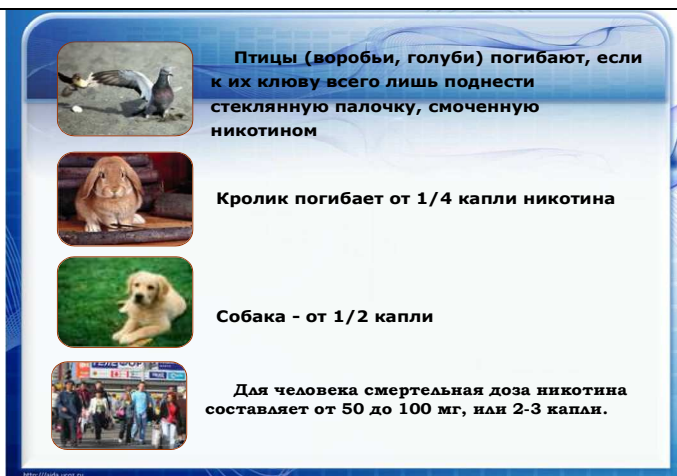 Птицы (воробьи, голуби) погибают, если
к их клюву всего лишь поднести
стеклянную палочку, смоченную
никотином
Кролик погибает от 1/4 капли никотина
Собака - от 1/2 капли
Для человека смертельная доза никотина
составляет от 50 до 100 мг, или 2-3 капли.